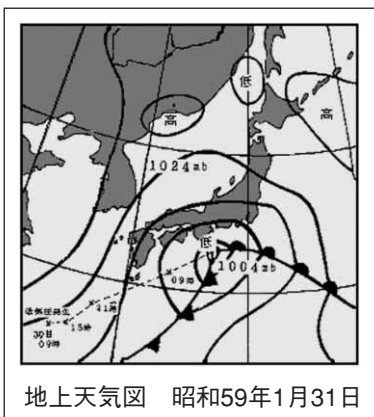 低
高
高
1024mb
低
1004mb
09時
21時
15時
30日
09時
地上天気図　昭和59年1月31日